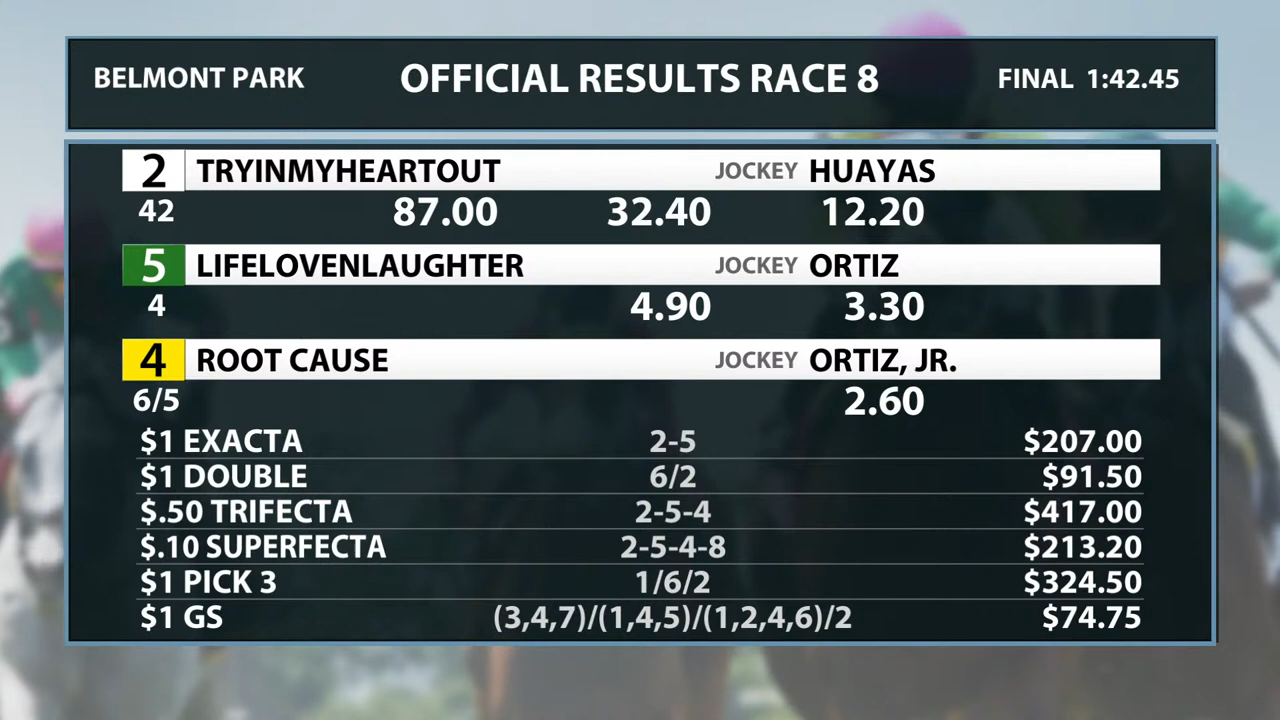 BELMONT PARK OFFICIAL RESULTS RACE 8 FINAL 1:42.45
2 TRYINMYHEARTOUT JOCKEY HUAYAS
42 87.00 32.40 12.20
5 LIFELOVENLAUGHTER JOCKEY ORTIZ
4 4.90 3.30
4 ROOT CAUSE JOCKEY ORTIZ, JR.
6/5 2.60
$1 EXACTA 2-5 $207.00
$1 DOUBLE 6/2 $91.50
$.50 TRIFECTA 2-5-4 $417.00
$.10 SUPERFECTA 2-5-4-8 $213.20
$1 PICK 3 1/6/2 $324.50
$1 GS (3,4,7)/(1,4,5)/(1,2,4,6)/2 $74.75